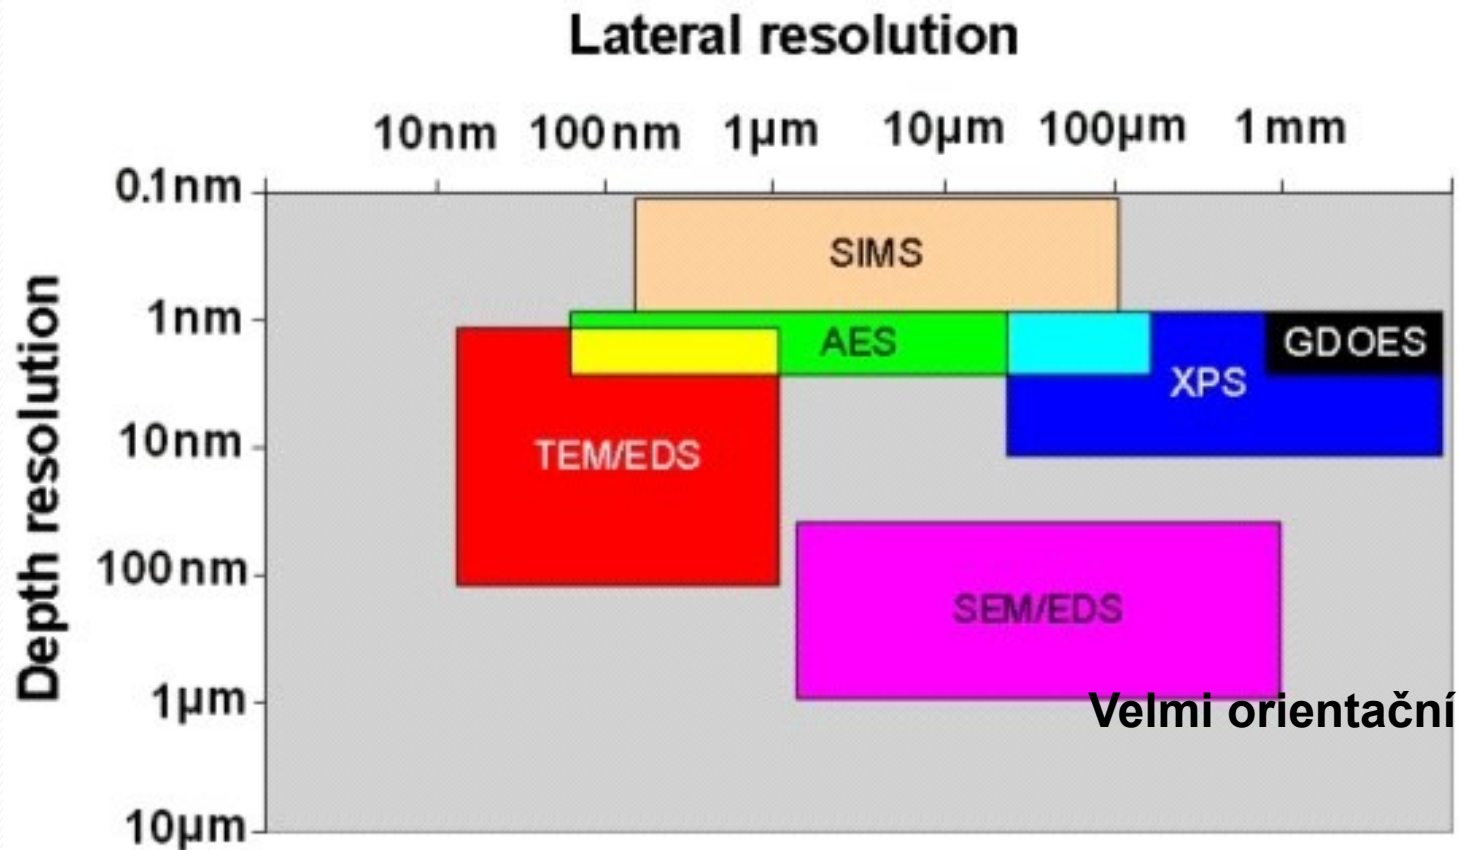 Lateral resolution
10nm 100nm 1µm 10µm 100µm 1mm
Depth resolution
0.1nm
1nm
10nm
100nm
1µm
10µm
SIMS
AES
GDOES
XPS
TEM/EDS
SEM/EDS
Velmi orientační